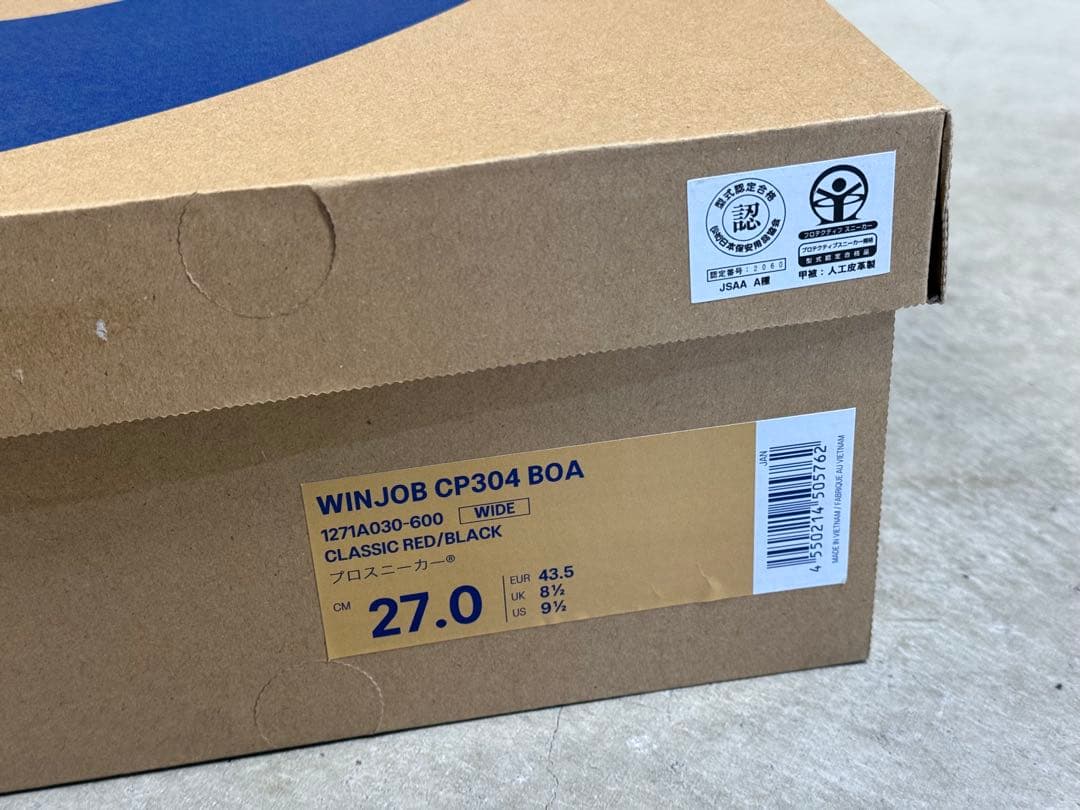 型式認定合格
認
公社日本保安用品協会
認定番号:2060
JSAA A種
プロテクティブ スニーカー
プロテクティブスニーカー規格
型式認定合格品
甲被:人工皮革製
WINJOB CP304 BOA
1271A030-600 WIDE
CLASSIC RED/BLACK
プロスニーカー®
CM 27.0
EUR 43.5
UK 8½
US 9½
JAN
4 550214 505762
MADE IN VIETNAM / FABRIQUE AU VIETNAM